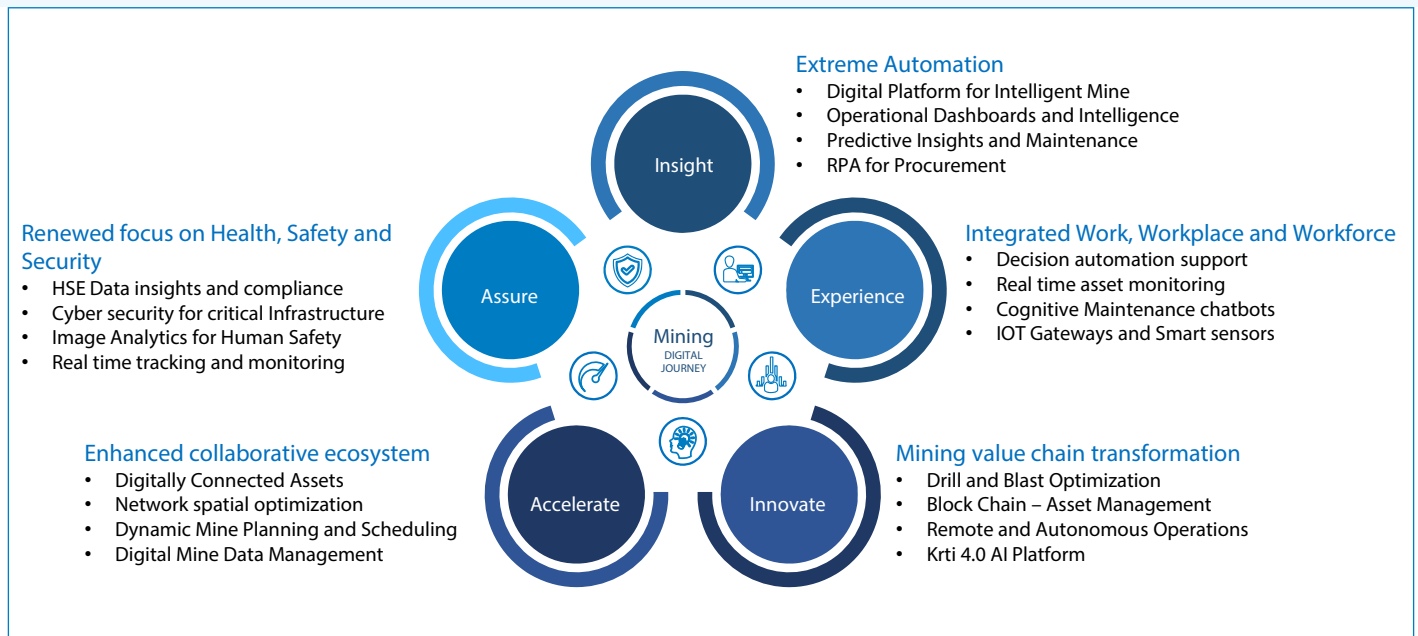 Extreme Automation
• Digital Platform for Intelligent Mine
• Operational Dashboards and Intelligence
• Predictive Insights and Maintenance
• RPA for Procurement
Insight
Renewed focus on Health, Safety and
Security
• HSE Data insights and compliance
• Cyber security for critical Infrastructure
• Image Analytics for Human Safety
• Real time tracking and monitoring
Assure
Experience
Integrated Work, Workplace and Workforce
• Decision automation support
• Real time asset monitoring
• Cognitive Maintenance chatbots
• IOT Gateways and Smart sensors
Mining
DIGITAL
JOURNEY
Enhanced collaborative ecosystem
• Digitally Connected Assets
• Network spatial optimization
• Dynamic Mine Planning and Scheduling
• Digital Mine Data Management
Accelerate
Innovate
Mining value chain transformation
• Drill and Blast Optimization
• Block Chain – Asset Management
• Remote and Autonomous Operations
• Krti 4.0 AI Platform